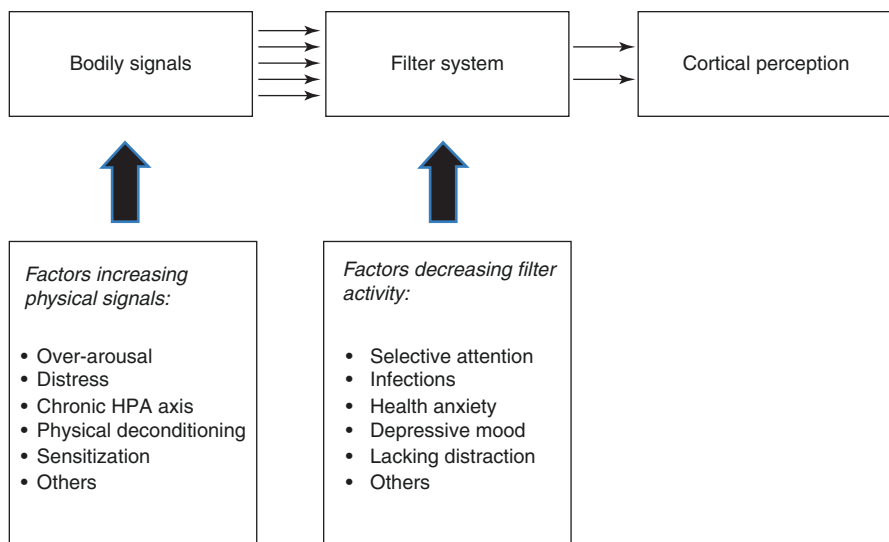 Bodily signals
Filter system
Cortical perception
Factors increasing
physical signals:
• Over-arousal
• Distress
• Chronic HPA axis
• Physical deconditioning
• Sensitization
• Others
Factors decreasing filter
activity:
• Selective attention
• Infections
• Health anxiety
• Depressive mood
• Lacking distraction
• Others